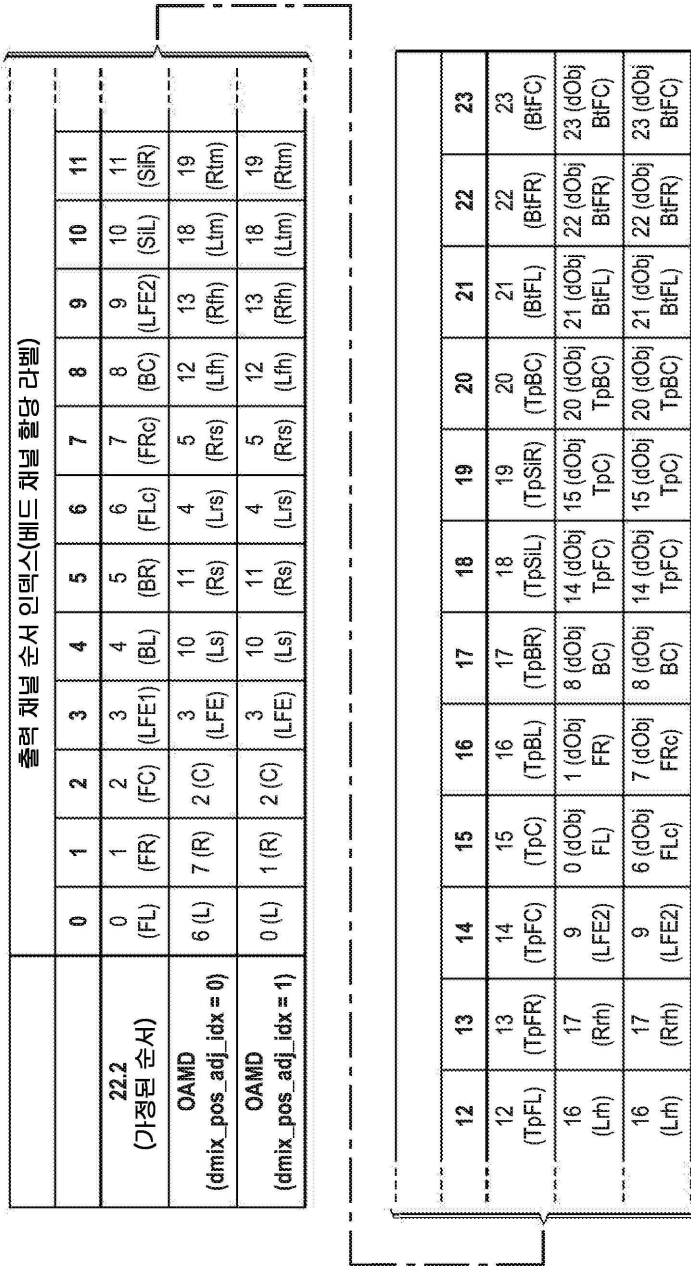 출력 채널 순서 인덱스(베드 채널 할당 라벨)
0 1 2 3 4 5 6 7 8 9 10 11
22.2 (가정된 순서) 0 (FL) 1 (FR) 2 (FC) 3 (LFE1) 4 (BL) 5 (BR) 6 (FLc) 7 (FRc) 8 (BC) 9 (LFE2) 10 (SiL) 11 (SiR)
OAMD (dmix_pos_adj_idx = 0) 6 (L) 7 (R) 2 (C) 3 (LFE) 10 (Ls) 11 (Rs) 4 (Lrs) 5 (Rrs) 12 (Lfh) 13 (Rfh) 18 (Ltm) 19 (Rtm)
OAMD (dmix_pos_adj_idx = 1) 0 (L) 1 (R) 2 (C) 3 (LFE) 10 (Ls) 11 (Rs) 4 (Lrs) 5 (Rrs) 12 (Lfh) 13 (Rfh) 18 (Ltm) 19 (Rtm)
12 13 14 15 16 17 18 19 20 21 22 23
12 (TpFL) 13 (TpFR) 14 (TpFC) 15 (TpC) 16 (TpBL) 17 (TpBR) 18 (TpSiL) 19 (TpSiR) 20 (TpBC) 21 (BtFL) 22 (BtFR) 23 (BtFC)
16 (Lrh) 17 (Rrh) 9 (LFE2) 0 (dObj FL) 1 (dObj FR) 8 (dObj BC) 14 (dObj TpFC) 15 (dObj TpC) 20 (dObj TpBC) 21 (dObj BtFL) 22 (dObj BtFR) 23 (dObj BtFC)
16 (Lrh) 17 (Rrh) 9 (LFE2) 6 (dObj FLc) 7 (dObj FRc) 8 (dObj BC) 14 (dObj TpFC) 15 (dObj TpC) 20 (dObj TpBC) 21 (dObj BtFL) 22 (dObj BtFR) 23 (dObj BtFC)